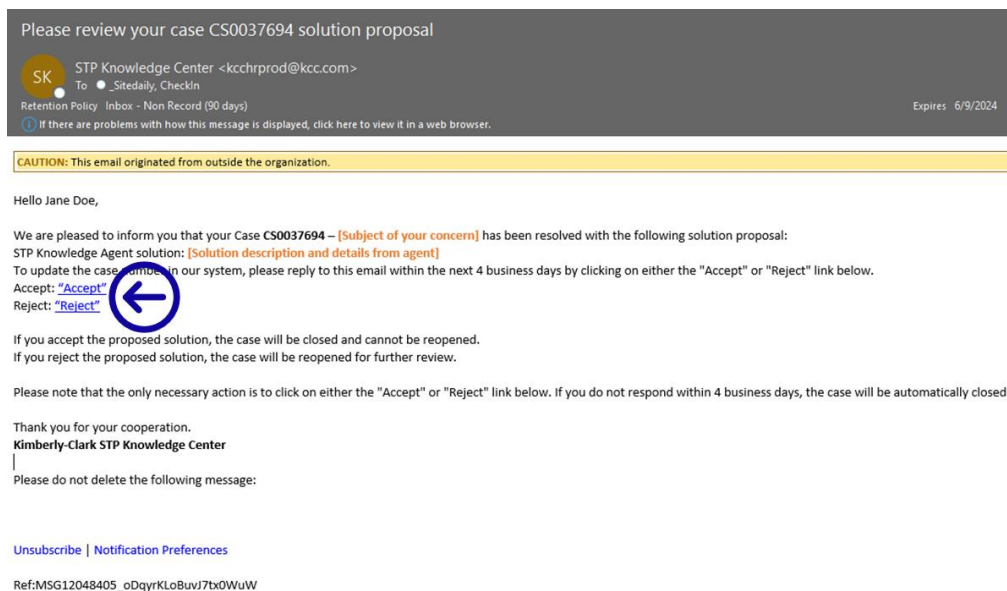 Please review your case CS0037694 solution proposal
SK
STP Knowledge Center <kcchrprod@kcc.com>
To _Sitedaily, CheckIn
Retention Policy Inbox - Non Record (90 days) Expires 6/9/2024
If there are problems with how this message is displayed, click here to view it in a web browser.
CAUTION: This email originated from outside the organization.
Hello Jane Doe,
We are pleased to inform you that your Case CS0037694 – [Subject of your concern] has been resolved with the following solution proposal:
STP Knowledge Agent solution: [Solution description and details from agent]
To update the case number in our system, please reply to this email within the next 4 business days by clicking on either the "Accept" or "Reject" link below.
Accept: “Accept”
Reject: “Reject”
If you accept the proposed solution, the case will be closed and cannot be reopened.
If you reject the proposed solution, the case will be reopened for further review.
Please note that the only necessary action is to click on either the "Accept" or "Reject" link below. If you do not respond within 4 business days, the case will be automatically closed
Thank you for your cooperation.
Kimberly-Clark STP Knowledge Center
Please do not delete the following message:
Unsubscribe | Notification Preferences
Ref:MSG12048405_oDqyrKLoBuvJ7tx0WuW